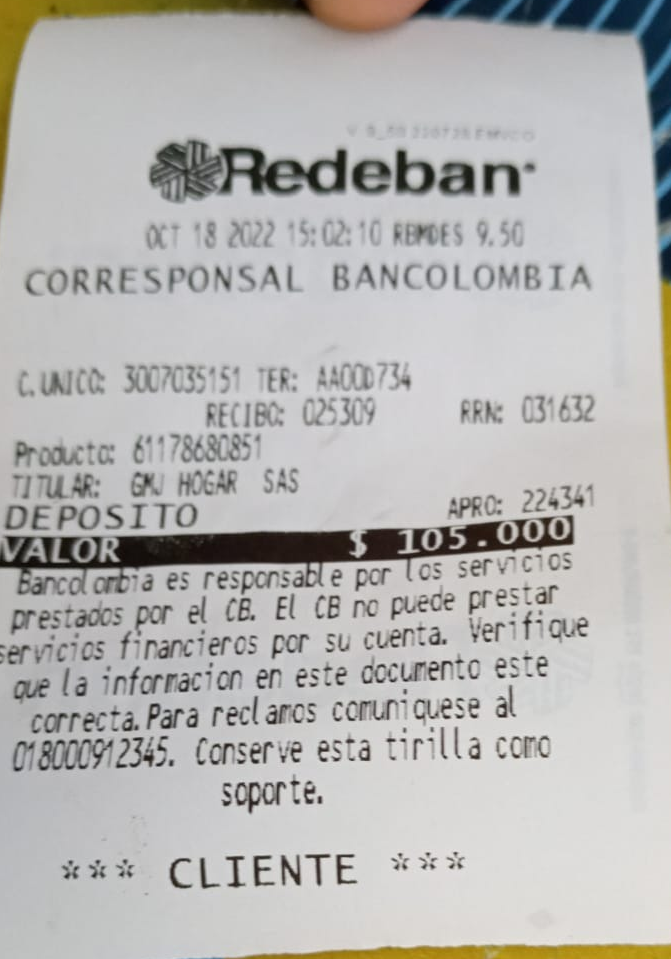 Redeban
OCT 18 2022 15:02:10 RBMDES 9.50
CORRESPONSAL BANCOLOMBIA
C. UNICO: 3007035151 TER: AA00D734
RECIBO: 025309 RRN: 031632
Producto: 61178680851
TITULAR: GMJ HOGAR SAS
DEPOSITO APRO: 224341
VALOR $ 105.000
Bancolombia es responsable por los servicios
prestados por el CB. El CB no puede prestar
servicios financieros por su cuenta. Verifique
que la informacion en este documento este
correcta. Para reclamos comuniquese al
018000912345. Conserve esta tirilla como
soporte.
*** CLIENTE ***